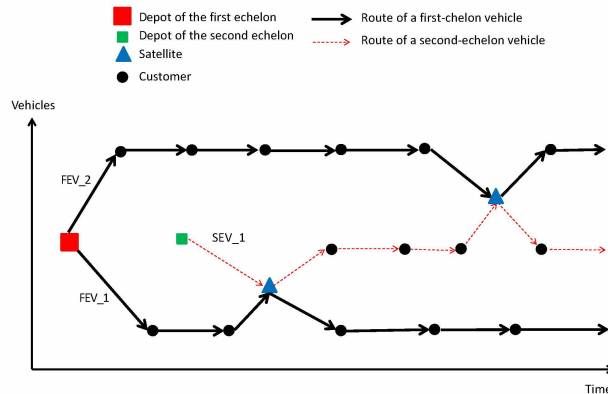 Depot of the first echelon
Route of a first-chelon vehicle
Depot of the second echelon
Route of a second-echelon vehicle
Satellite
Customer
Vehicles
FEV_2
SEV_1
FEV_1
Time